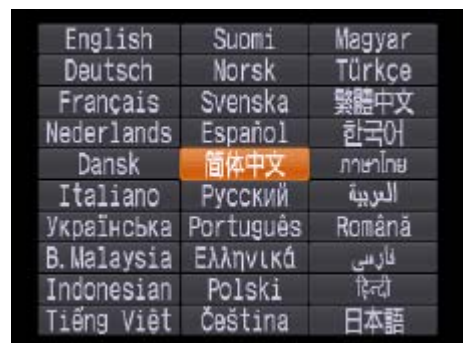 English Suomi Magyar
Deutsch Norsk Türkçe
Français Svenska 繁體中文
Nederlands Español 한국어
Dansk 简体中文 ภาษาไทย
Italiano Русский العربية
Українська Português Română
B.Malaysia Ελληνικά فارسی
Indonesian Polski हिन्दी
Tiếng Việt Čeština 日本語